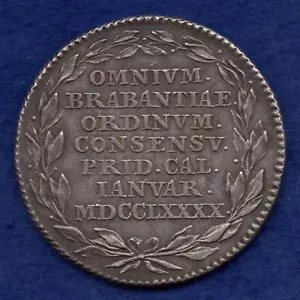 OMNIVM.
BRABANTIAE
ORDINVM.
CONSENSV.
PRID. CAL.
IANVAR.
MDCCLXXXX.